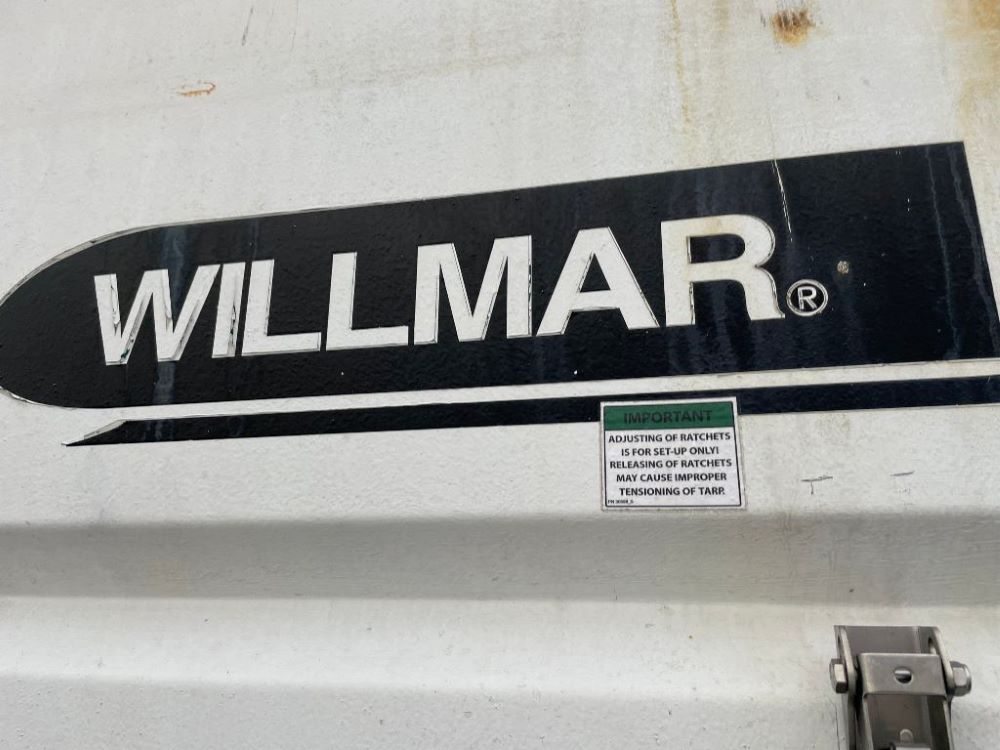 WILLMAR®
IMPORTANT
ADJUSTING OF RATCHETS
IS FOR SET-UP ONLY!
RELEASING OF RATCHETS
MAY CAUSE IMPROPER
TENSIONING OF TARP.